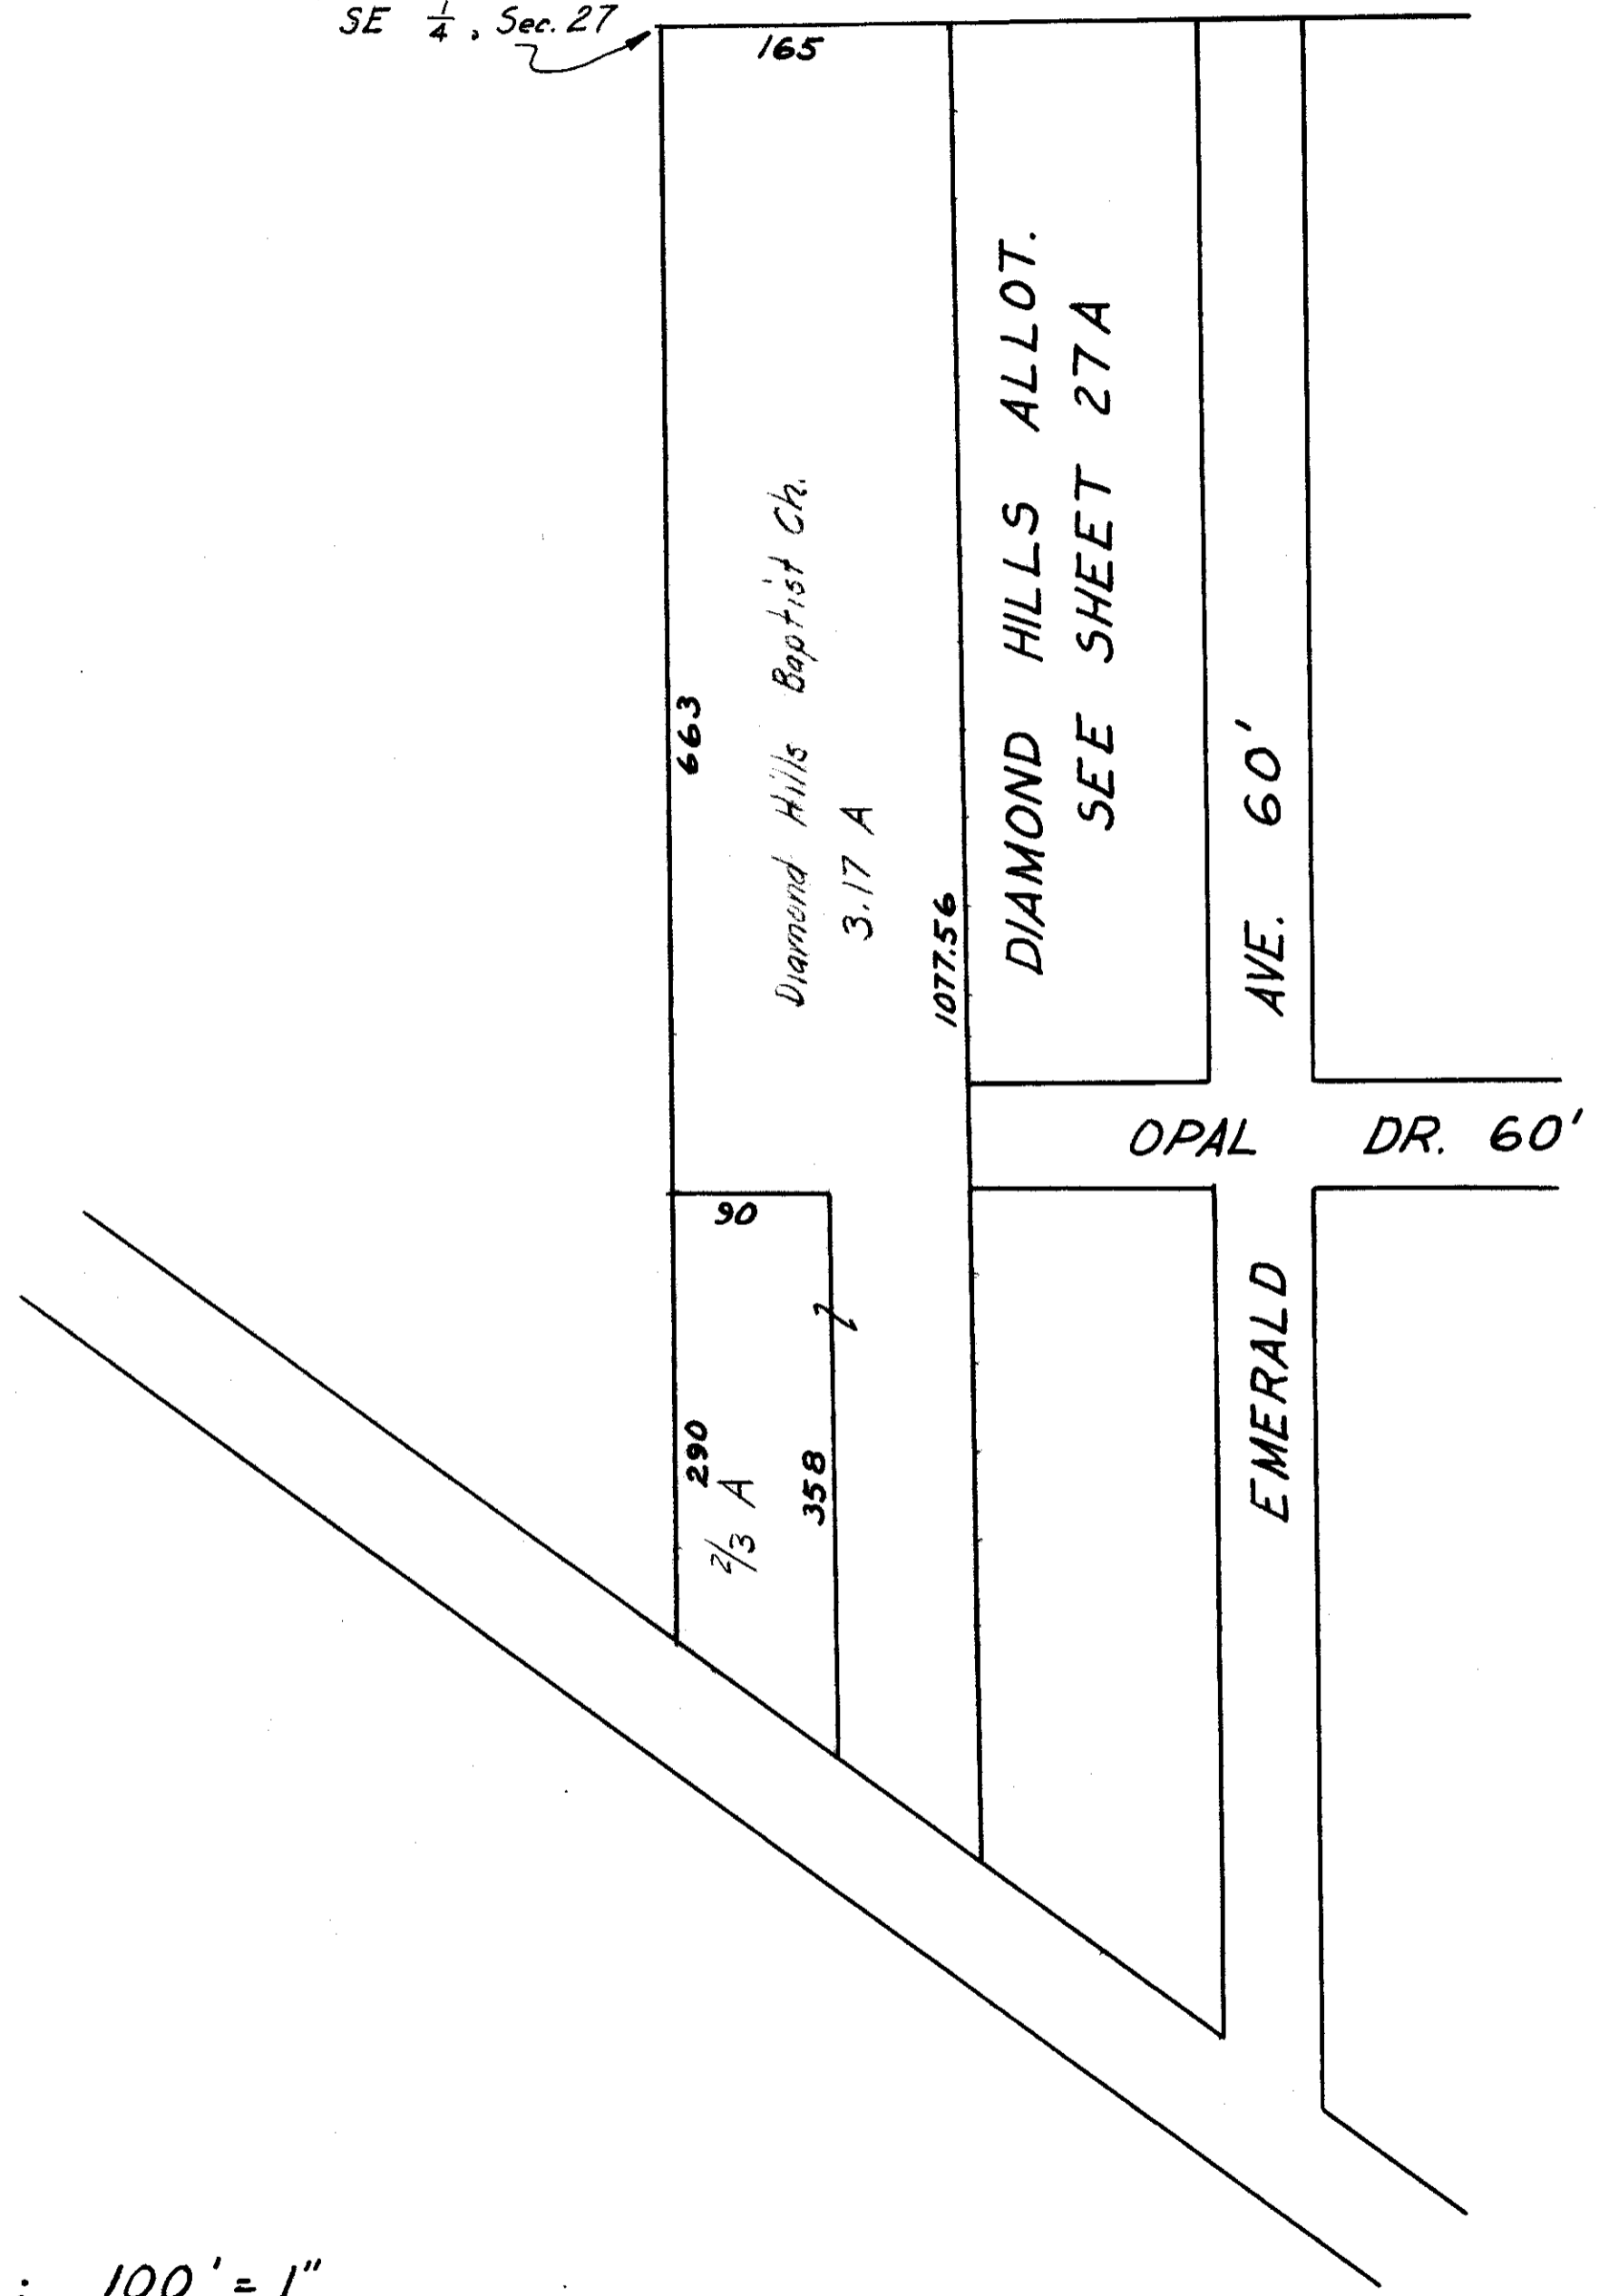 SE 1/4, Sec. 27
165
663
Diamond Hills Baptist Ch.
3.17 A
1077.56
DIAMOND HILLS ALLOT.
SEE SHEET 27A
AVE. 60'
OPAL DR. 60'
90
290
2/3 A
358
EMERALD
: 100' = 1"